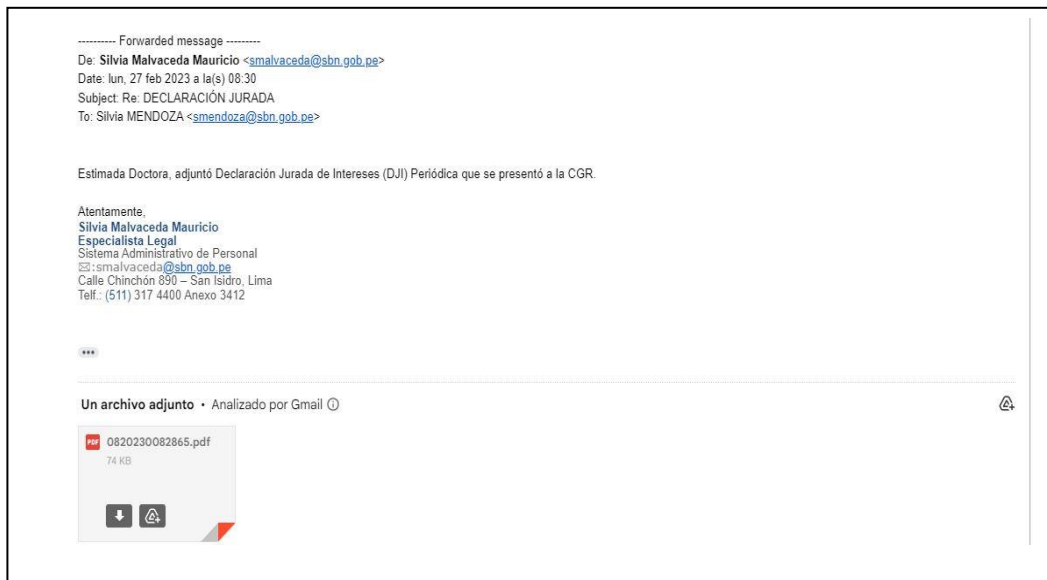 ---------- Forwarded message ---------
De: Silvia Malvaceda Mauricio <smalvaceda@sbn.gob.pe>
Date: lun, 27 feb 2023 a la(s) 08:30
Subject: Re: DECLARACIÓN JURADA
To: Silvia MENDOZA <smendoza@sbn.gob.pe>
Estimada Doctora, adjuntó Declaración Jurada de Intereses (DJI) Periódica que se presentó a la CGR.
Atentamente,
Silvia Malvaceda Mauricio
Especialista Legal
Sistema Administrativo de Personal
✉:smalvaceda@sbn.gob.pe
Calle Chinchón 890 – San Isidro, Lima
Telf.: (511) 317 4400 Anexo 3412
Un archivo adjunto • Analizado por Gmail
PDF 0820230082865.pdf
74 KB